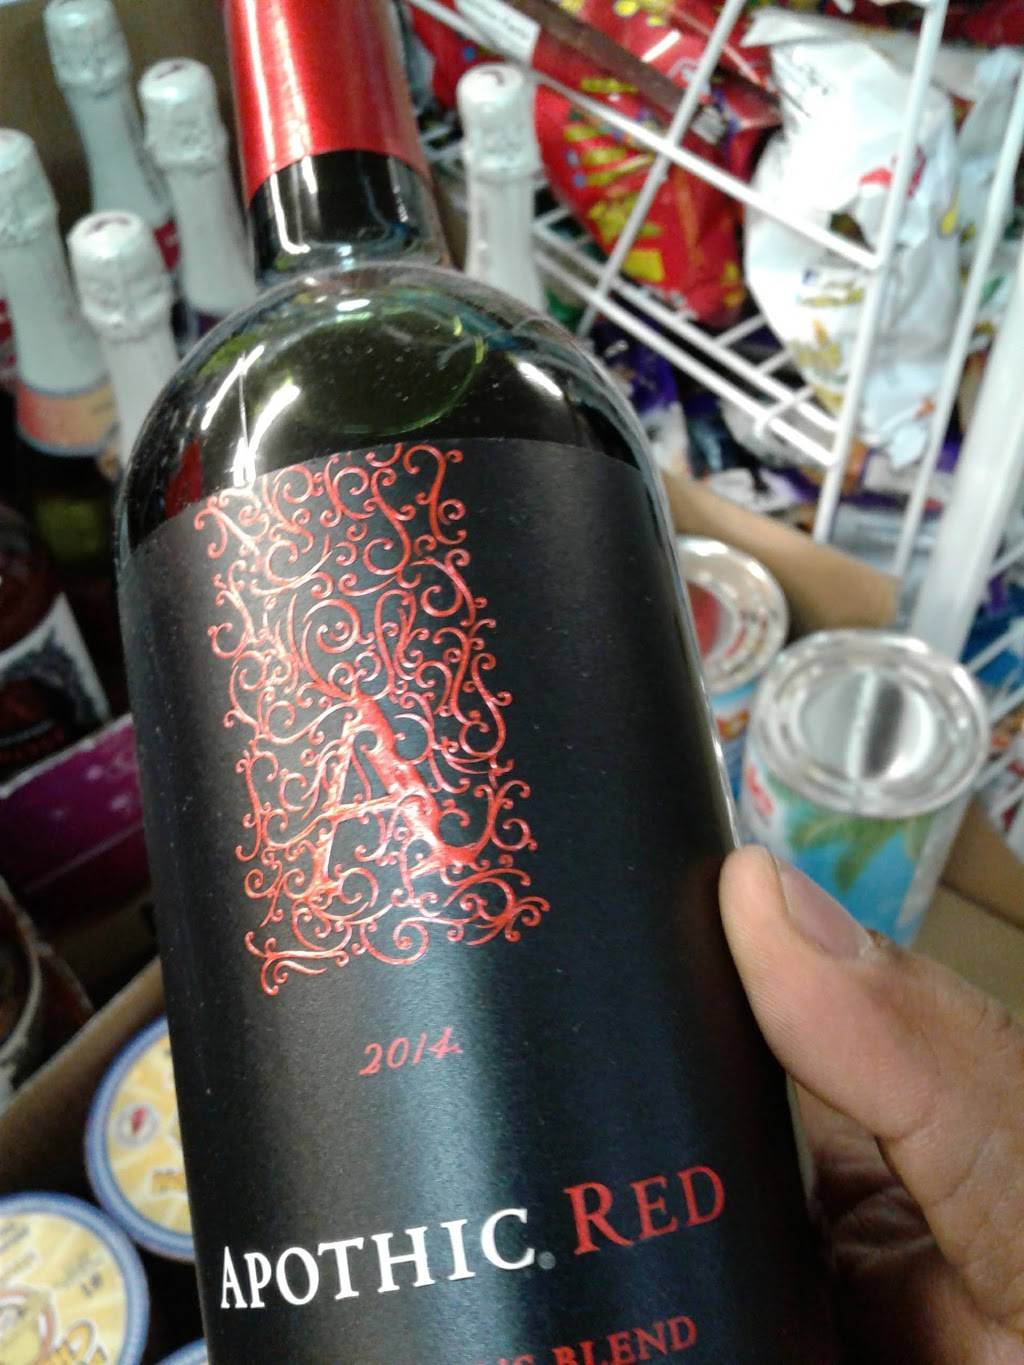 A
2014
APOTHIC® RED
BLEND